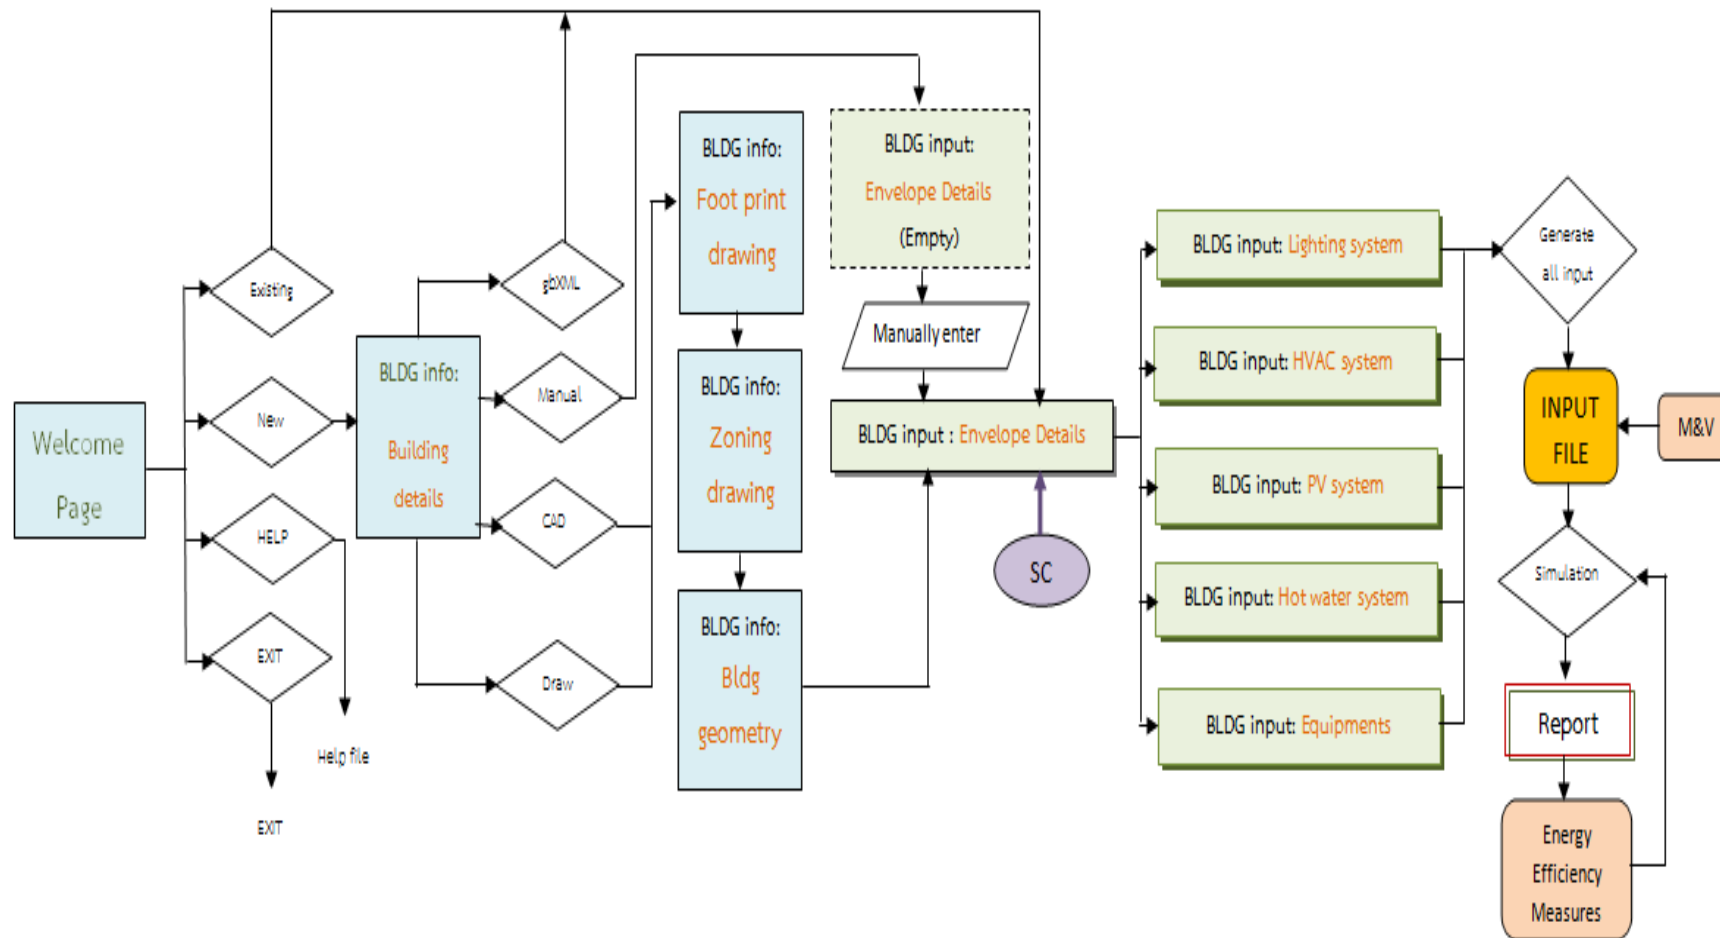 Welcome
Page
Existing
New
HELP
EXIT
Help file
EXIT
BLDG info:
Building
details
gbXML
Manual
CAD
Draw
BLDG info:
Foot print
drawing
BLDG info:
Zoning
drawing
BLDG info:
Bldg
geometry
BLDG input:
Envelope Details
(Empty)
Manually enter
BLDG input : Envelope Details
SC
BLDG input: Lighting system
BLDG input: HVAC system
BLDG input: PV system
BLDG input: Hot water system
BLDG input: Equipments
Generate
all input
INPUT
FILE
M&V
Simulation
Report
Energy
Efficiency
Measures